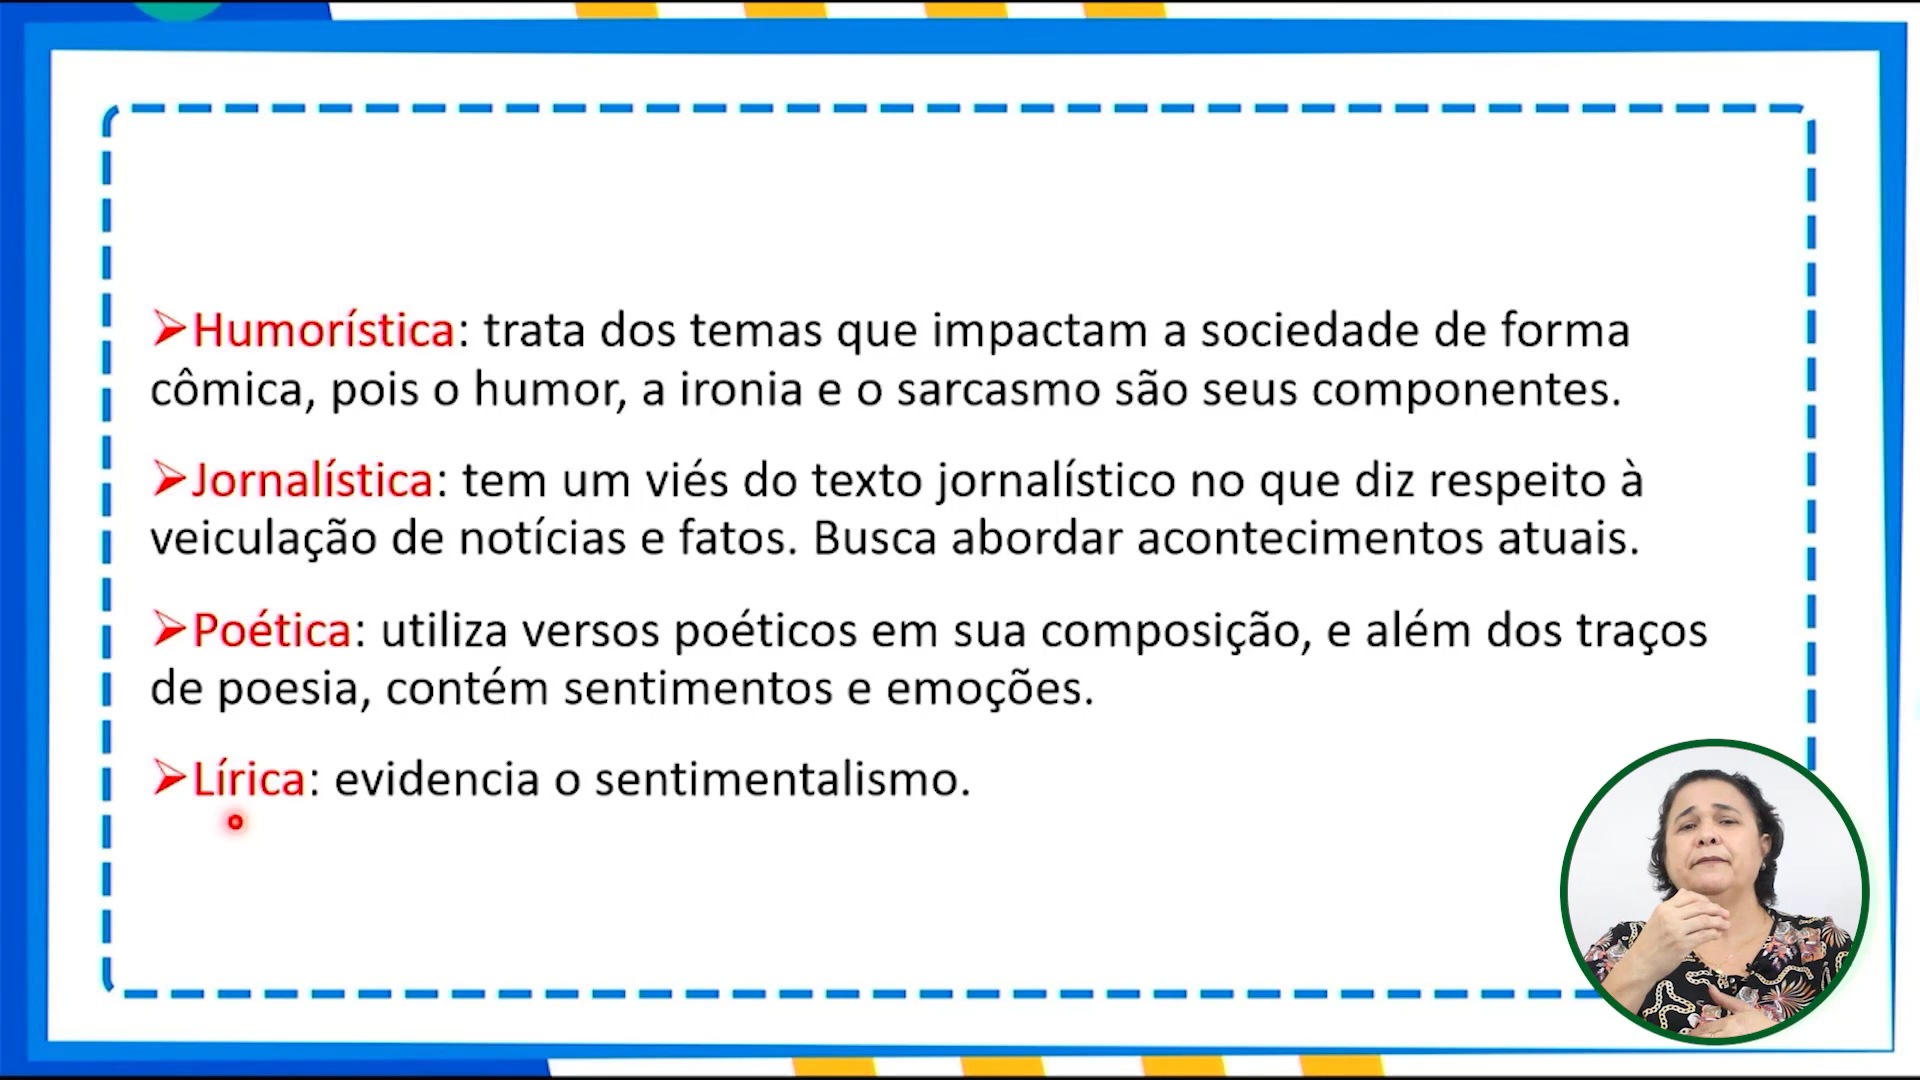 ➢Humorística: trata dos temas que impactam a sociedade de forma
cômica, pois o humor, a ironia e o sarcasmo são seus componentes.
➢Jornalística: tem um viés do texto jornalístico no que diz respeito à
veiculação de notícias e fatos. Busca abordar acontecimentos atuais.
➢Poética: utiliza versos poéticos em sua composição, e além dos traços
de poesia, contém sentimentos e emoções.
➢Lírica: evidencia o sentimentalismo.